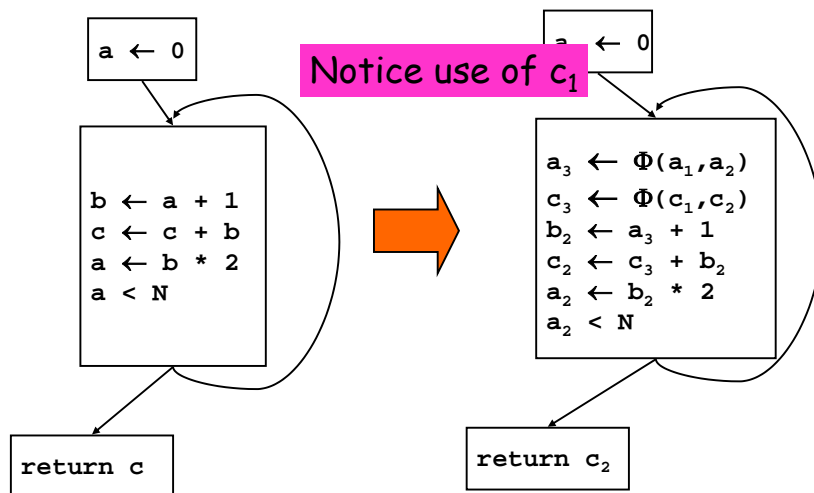 a ← 0
b ← a + 1
c ← c + b
a ← b * 2
a < N
return c
Notice use of c₁
← 0
a₃ ← Φ(a₁,a₂)
c₃ ← Φ(c₁,c₂)
b₂ ← a₃ + 1
c₂ ← c₃ + b₂
a₂ ← b₂ * 2
a₂ < N
return c₂